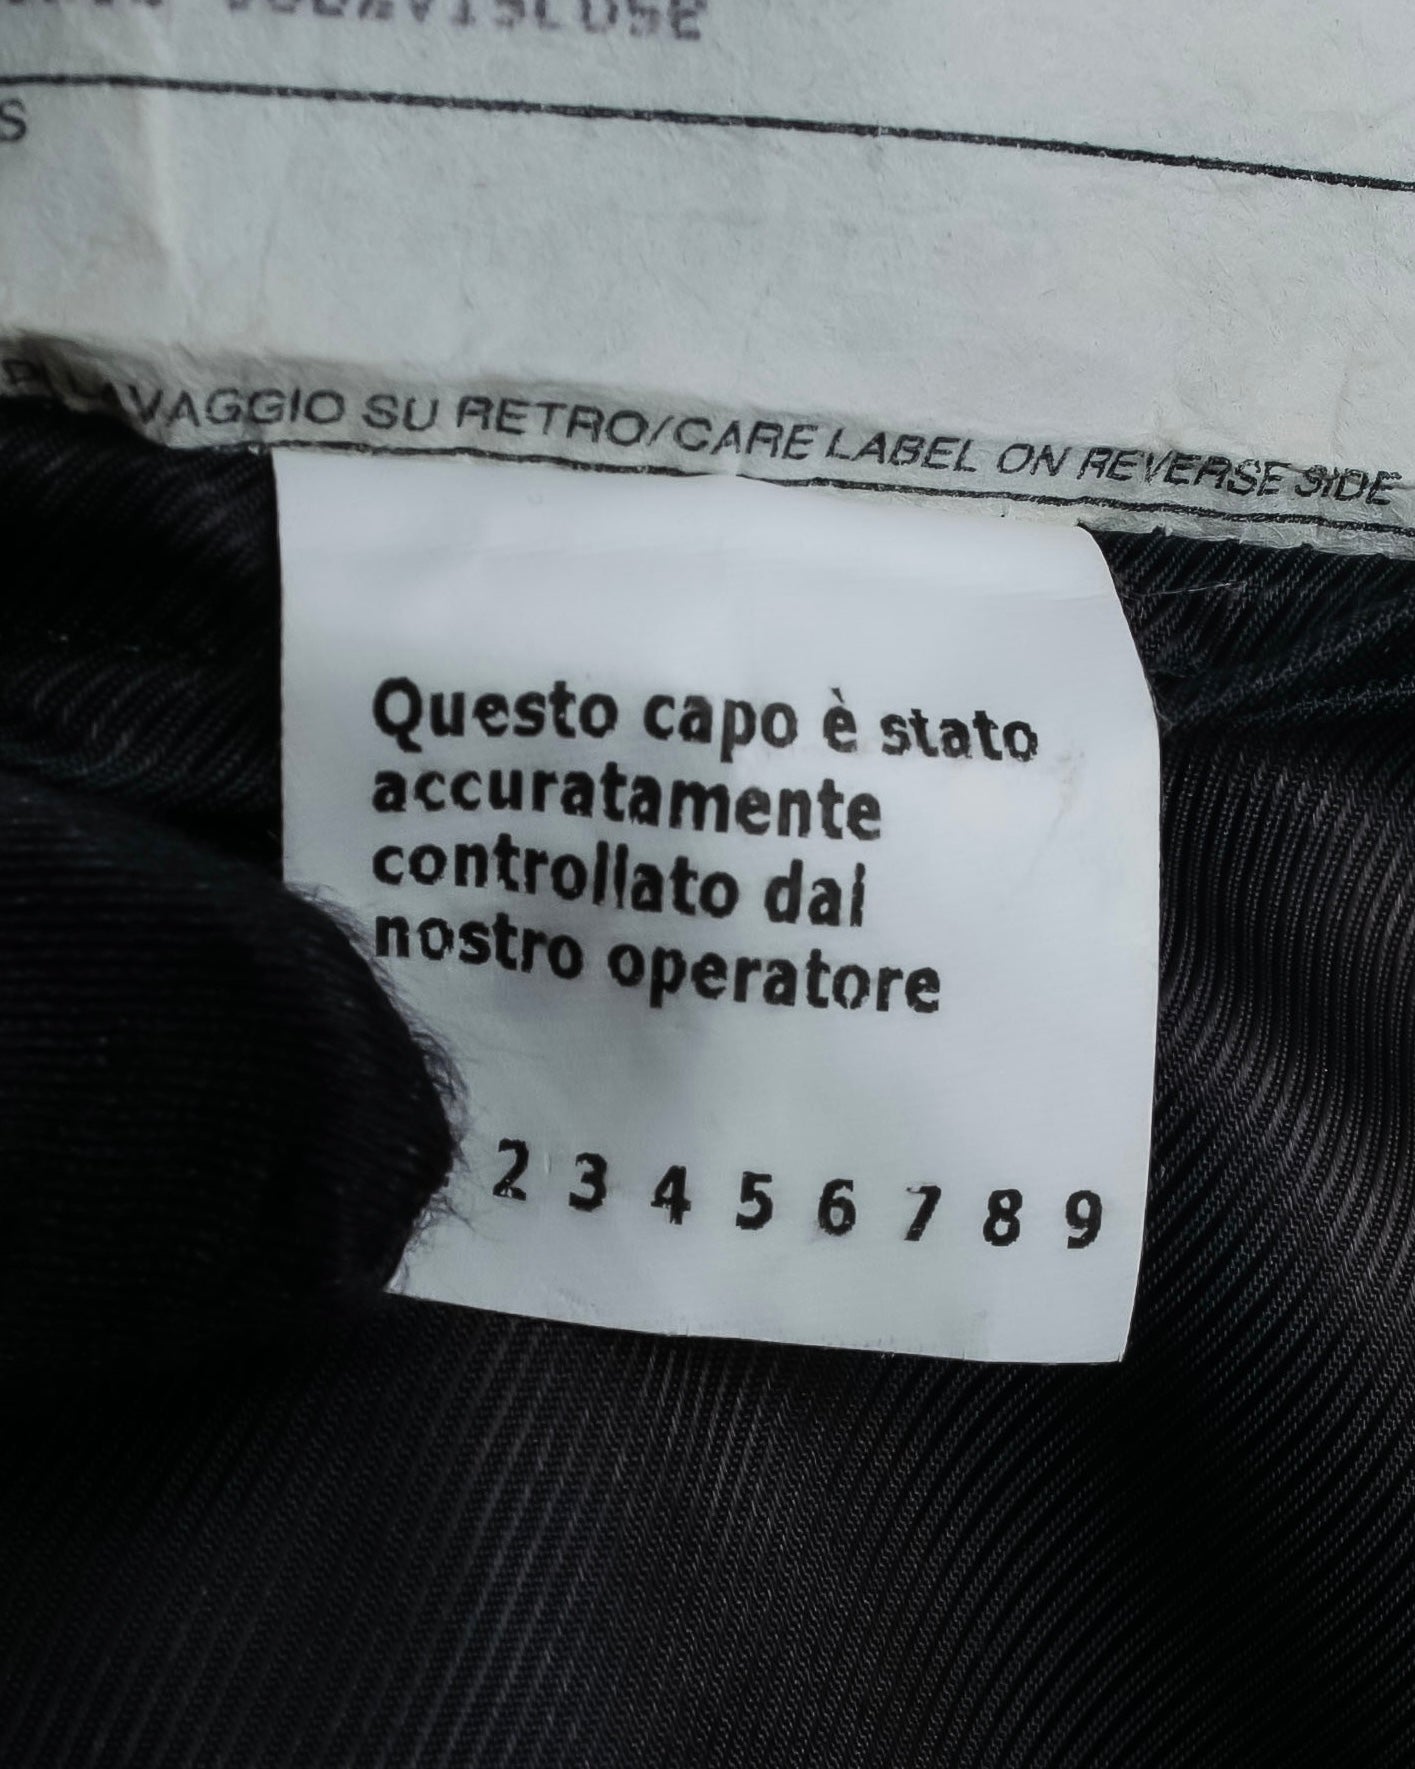 S
LAVAGGIO SU RETRO/CARE LABEL ON REVERSE SIDE
Questo capo è stato
accuratamente
controllato dal
nostro operatore
2 3 4 5 6 7 8 9